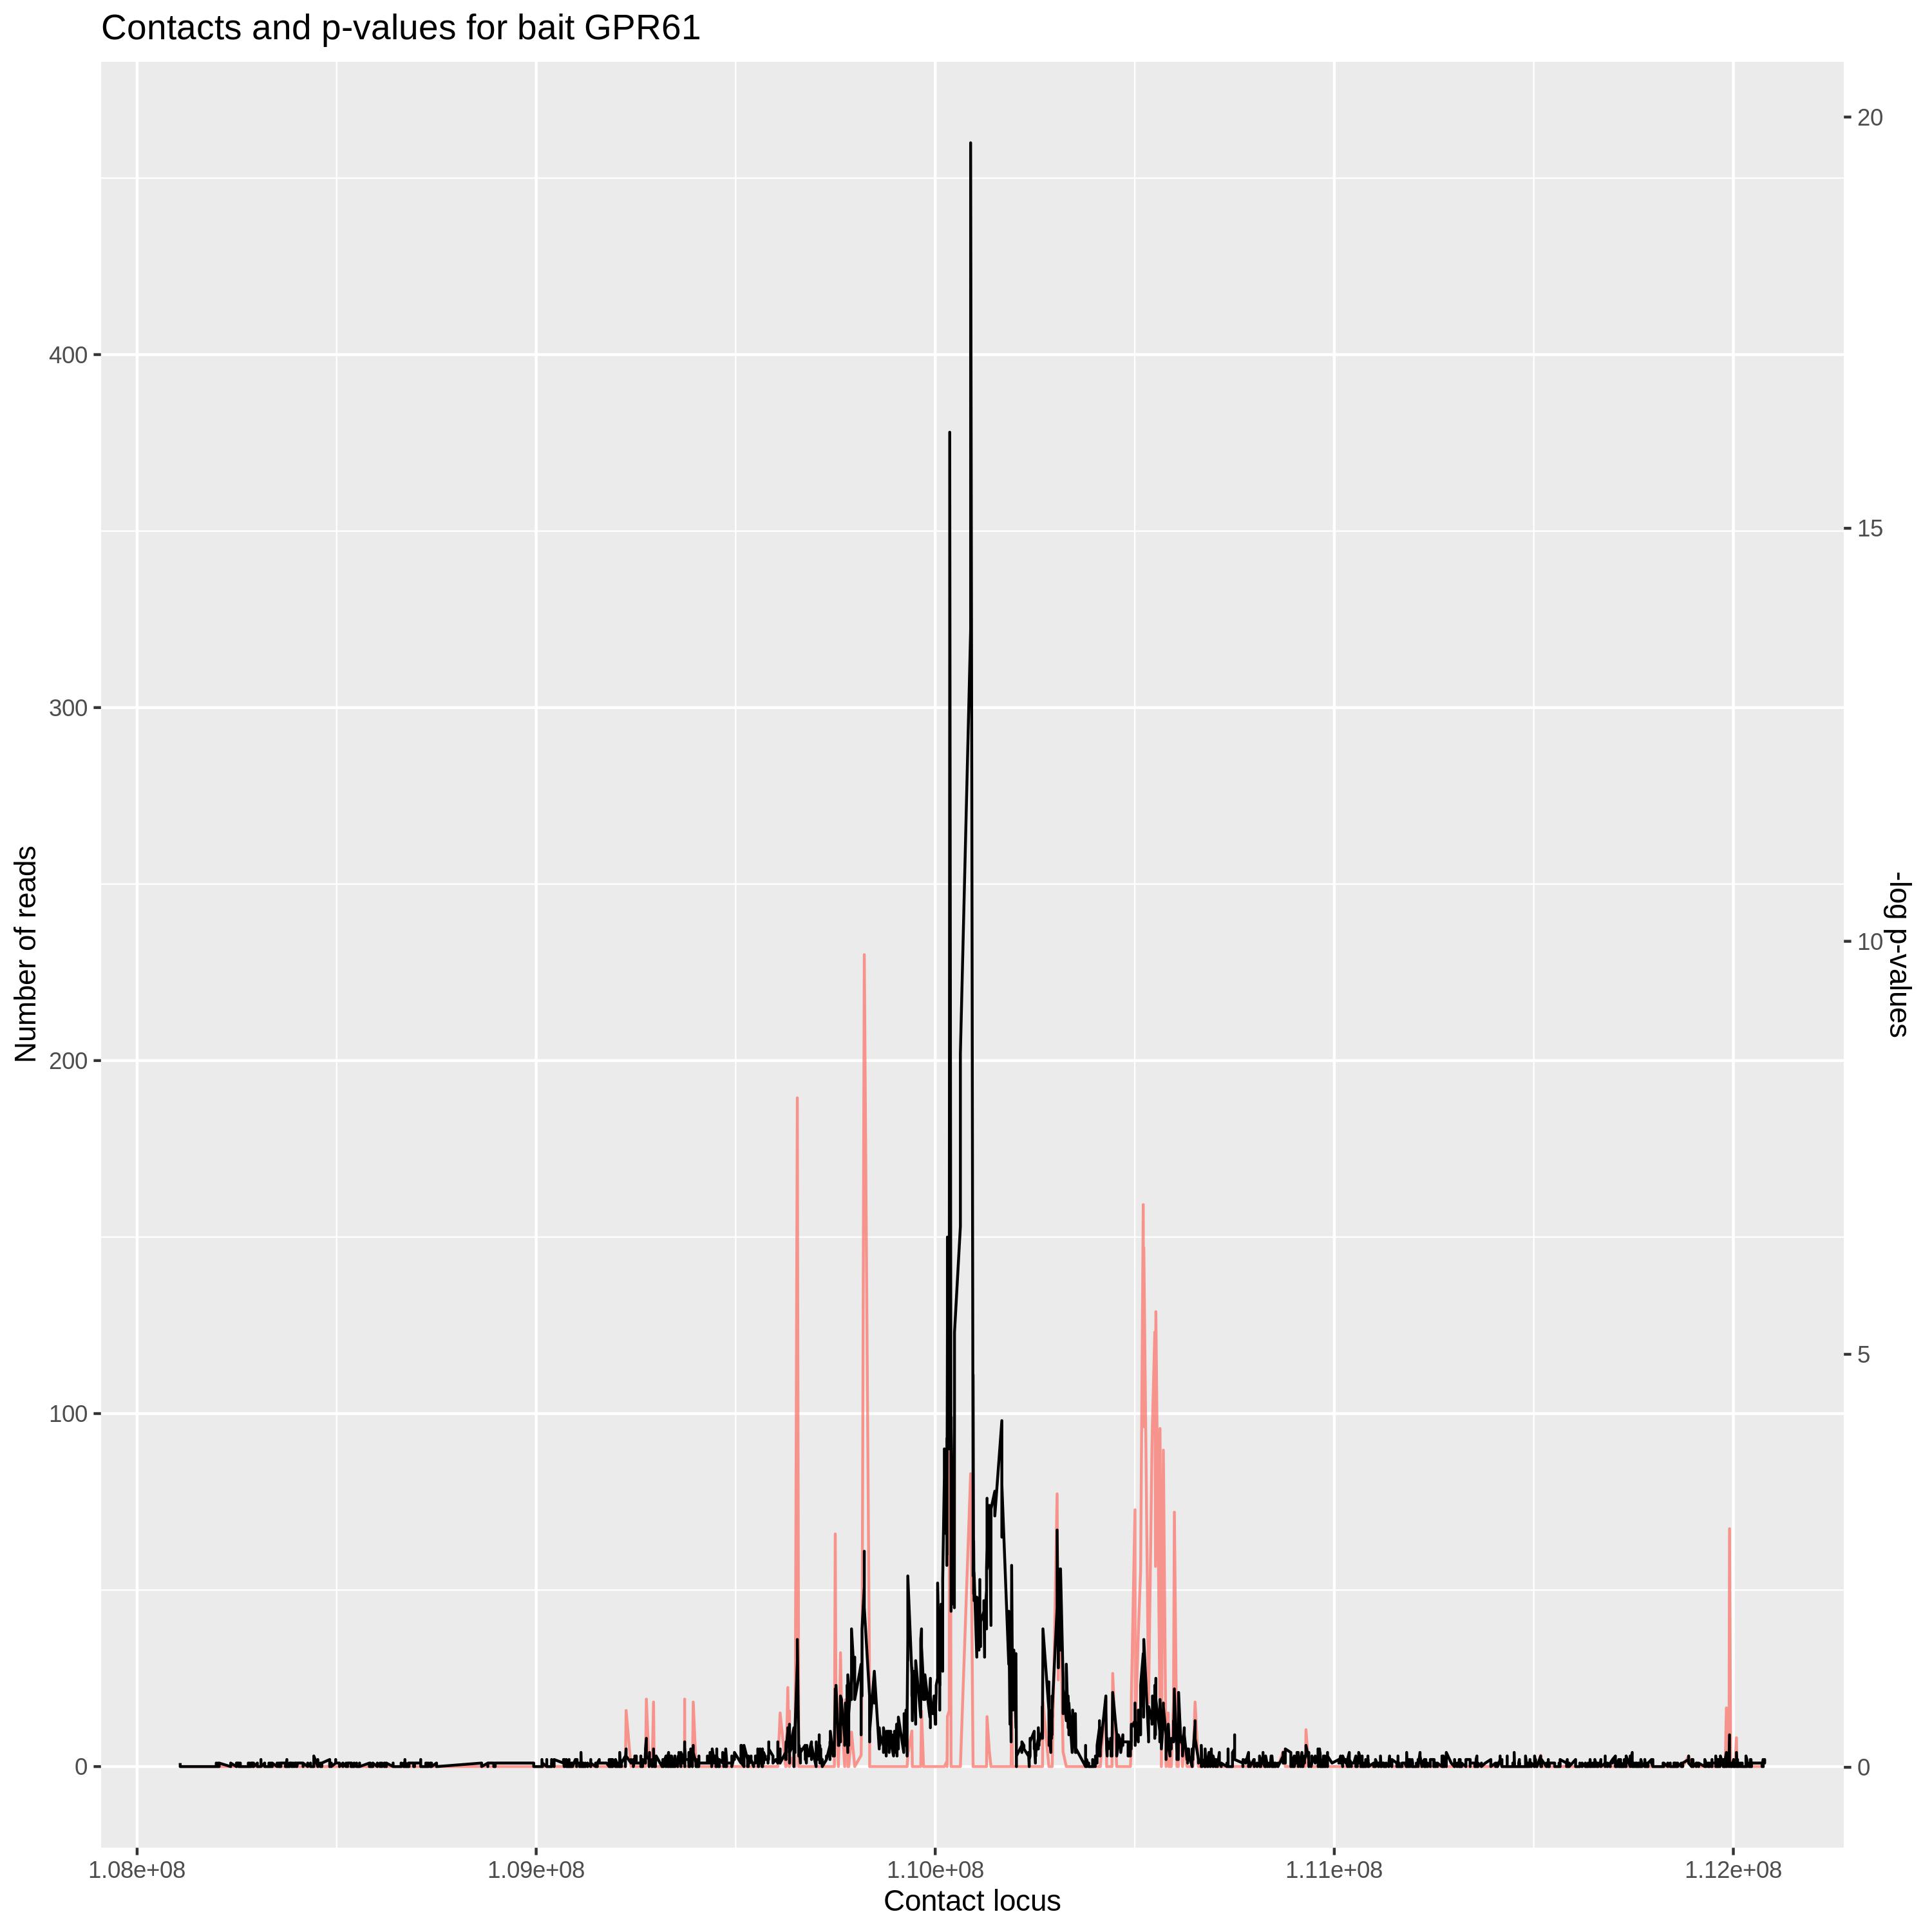 Contacts and p-values for bait GPR61
Number of reads
400
300
200
100
0
20
15
10
5
0
-log p-values
1.08e+08 1.09e+08 1.10e+08 1.11e+08 1.12e+08
Contact locus